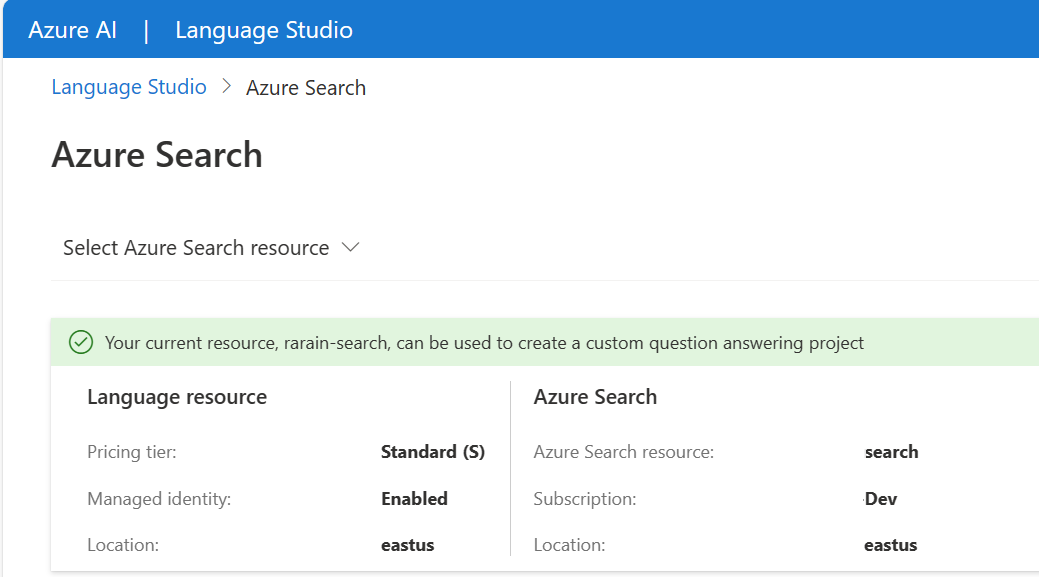 Azure AI | Language Studio
Language Studio > Azure Search
Azure Search
Select Azure Search resource
Your current resource, rarain-search, can be used to create a custom question answering project
Language resource
Pricing tier: Standard (S)
Managed identity: Enabled
Location: eastus
Azure Search
Azure Search resource: search
Subscription: Dev
Location: eastus